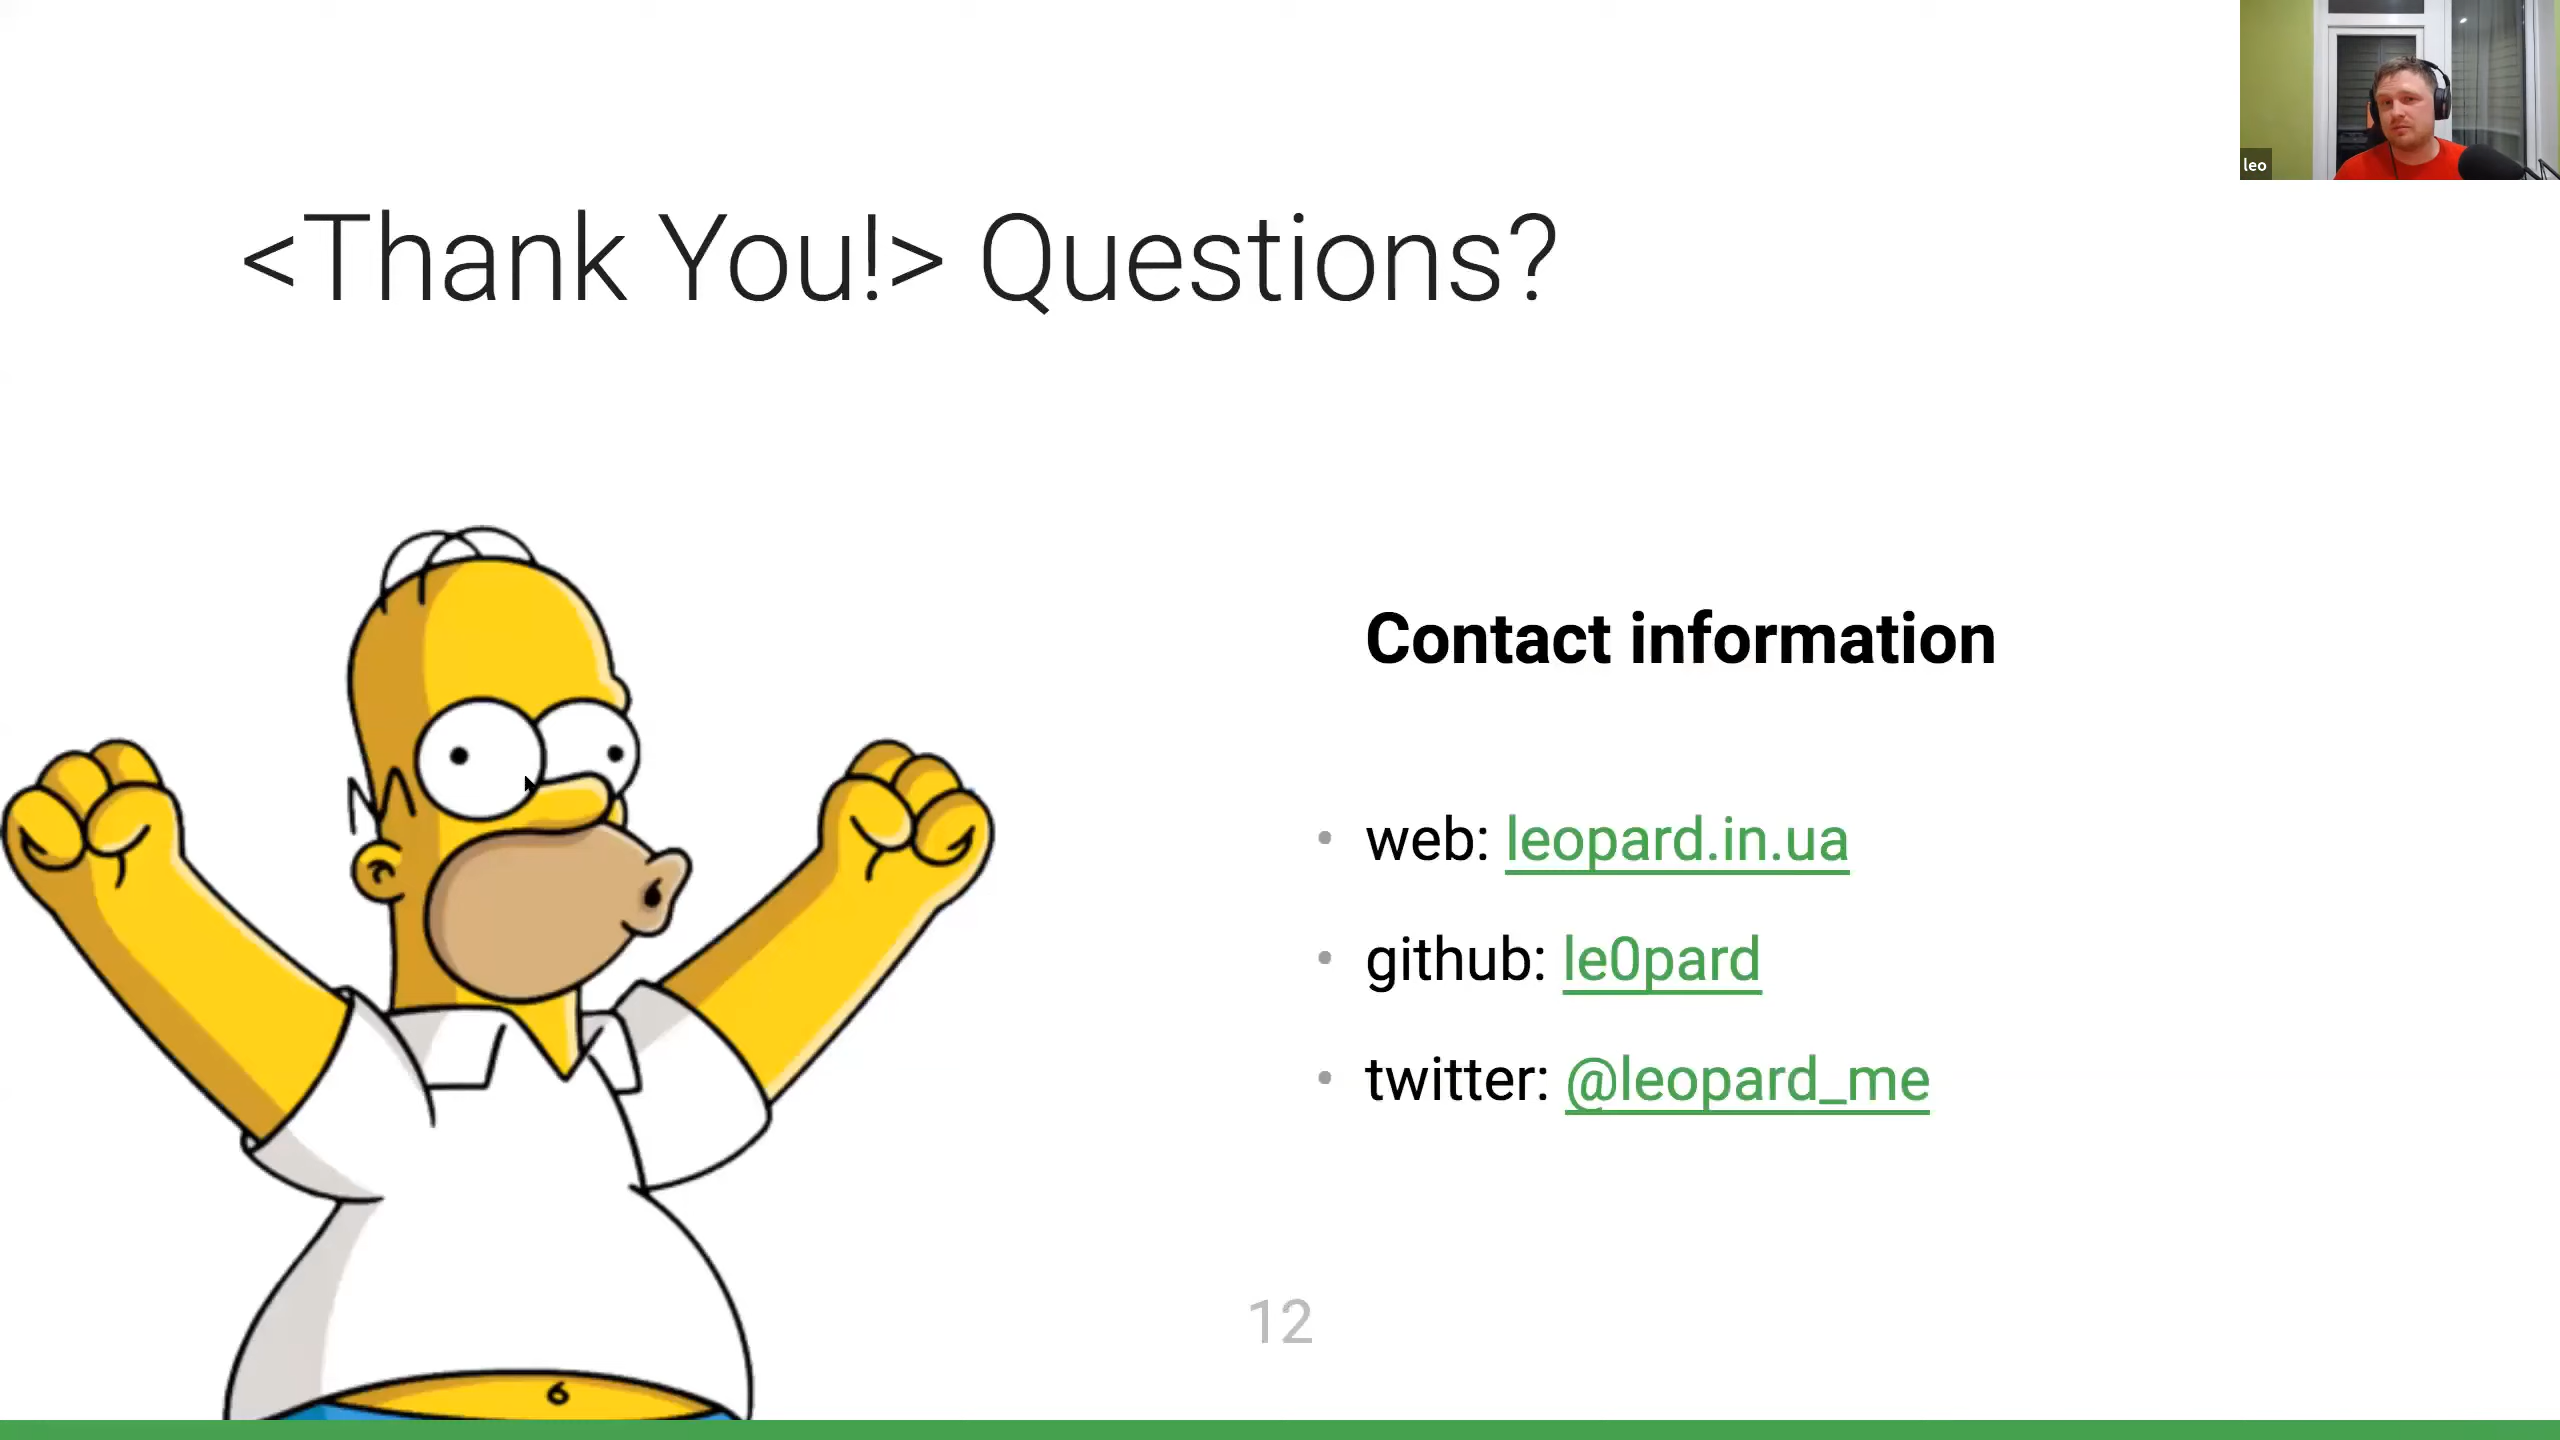 leo
<Thank You!> Questions?
Contact information
• web: leopard.in.ua
• github: le0pard
• twitter: @leopard_me
12